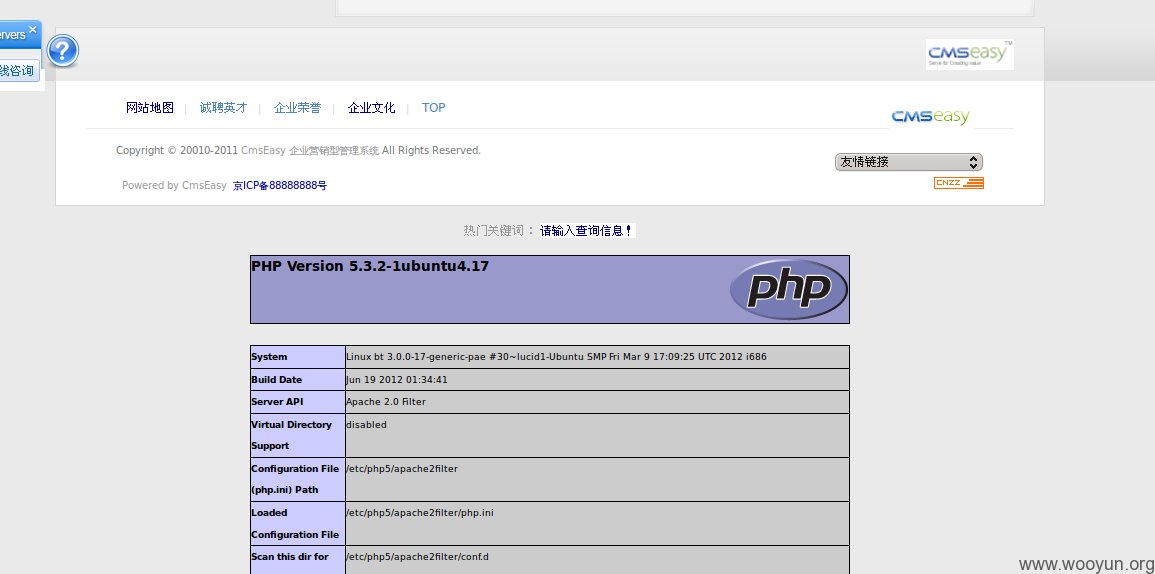 ervers ×
线咨询
?
CMSeasy™
Serve for Creating value
网站地图 | 诚聘英才 | 企业荣誉 | 企业文化 | TOP
CMSeasy
Copyright © 20010-2011 CmsEasy 企业营销型管理系统 All Rights Reserved.
友情链接
Powered by CmsEasy 京ICP备88888888号
CNZZ
热门关键词： 请输入查询信息！
PHP Version 5.3.2-1ubuntu4.17
php
System Linux bt 3.0.0-17-generic-pae #30~lucid1-Ubuntu SMP Fri Mar 9 17:09:25 UTC 2012 i686
Build Date Jun 19 2012 01:34:41
Server API Apache 2.0 Filter
Virtual Directory disabled
Support
Configuration File /etc/php5/apache2filter
(php.ini) Path
Loaded /etc/php5/apache2filter/php.ini
Configuration File
Scan this dir for /etc/php5/apache2filter/conf.d
www.wooyun.org